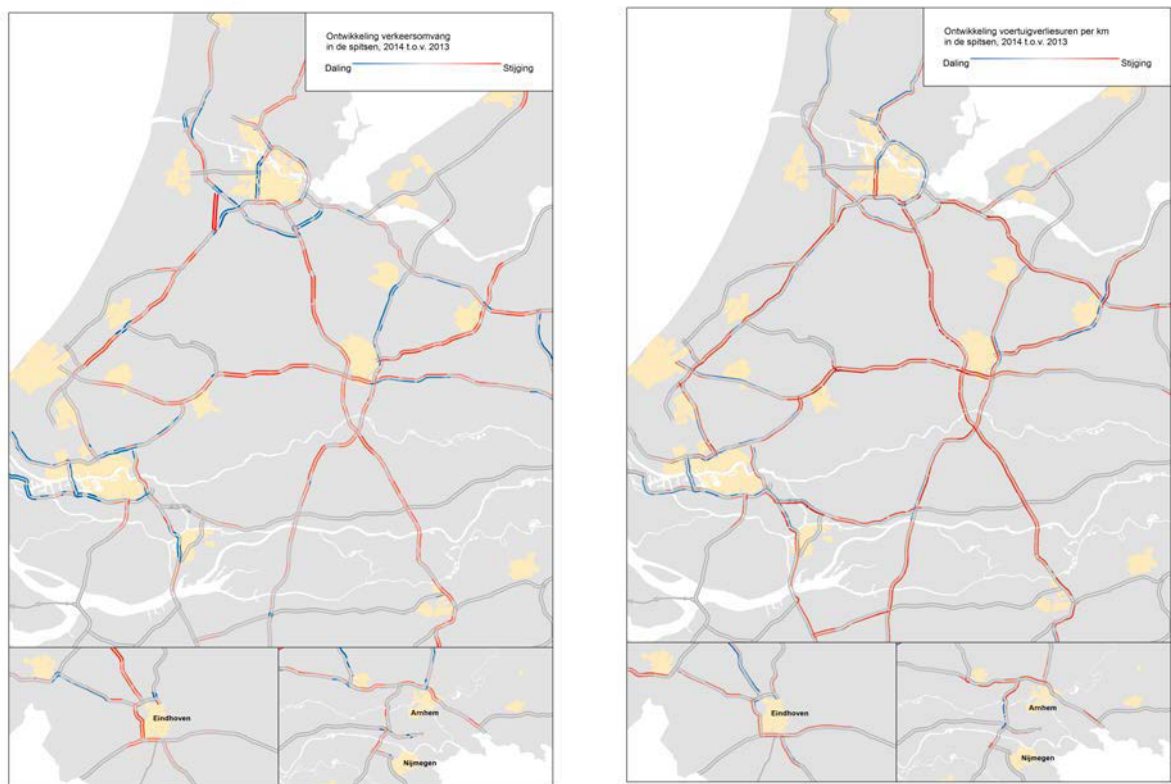 Ontwikkeling verkeersomvang
in de spitsen, 2014 t.o.v. 2013
Daling Stijging
Eindhoven
Arnhem
Nijmegen
Ontwikkeling voertuigverliesuren per km
in de spitsen, 2014 t.o.v. 2013
Daling Stijging
Eindhoven
Arnhem
Nijmegen